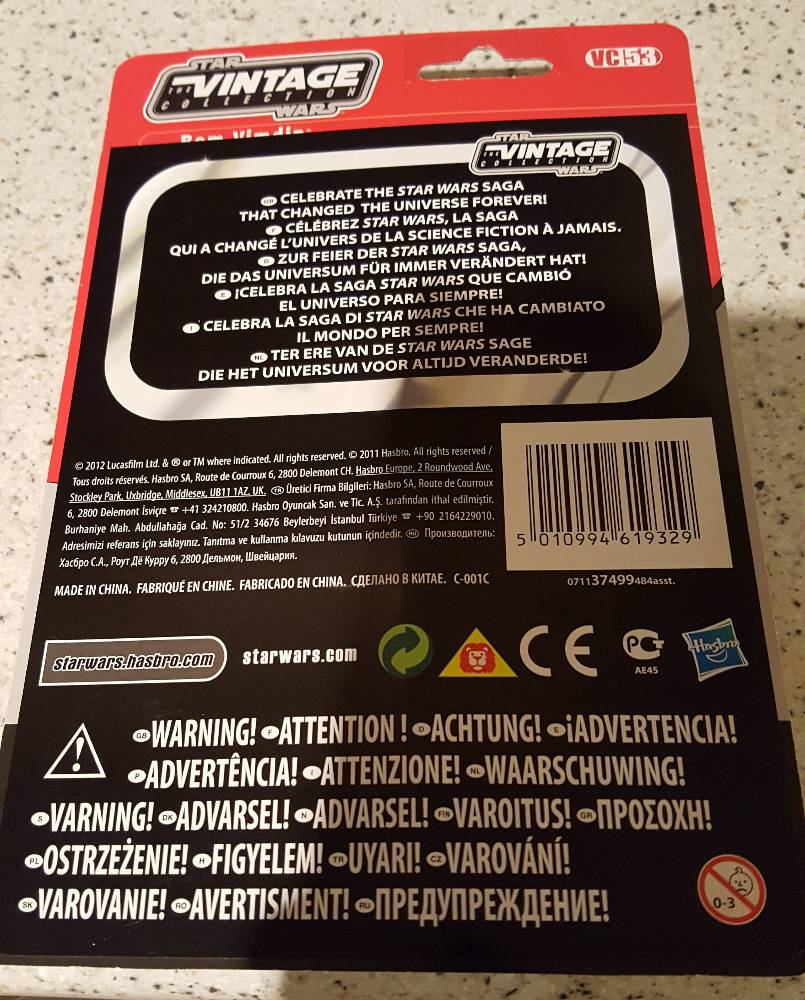 STAR
THE VINTAGE
COLLECTION
WARS
VC53
STAR
THE VINTAGE
COLLECTION
WARS
GB CELEBRATE THE STAR WARS SAGA
THAT CHANGED THE UNIVERSE FOREVER!
F CÉLÉBREZ STAR WARS, LA SAGA
QUI A CHANGÉ L'UNIVERS DE LA SCIENCE FICTION À JAMAIS.
D ZUR FEIER DER STAR WARS SAGA,
DIE DAS UNIVERSUM FÜR IMMER VERÄNDERT HAT!
E ¡CELEBRA LA SAGA STAR WARS QUE CAMBIÓ
EL UNIVERSO PARA SIEMPRE!
I CELEBRA LA SAGA DI STAR WARS CHE HA CAMBIATO
IL MONDO PER SEMPRE!
NL TER ERE VAN DE STAR WARS SAGE
DIE HET UNIVERSUM VOOR ALTIJD VERANDERDE!
© 2012 Lucasfilm Ltd. & ® or TM where indicated. All rights reserved. © 2011 Hasbro. All rights reserved /
Tous droits réservés. Hasbro SA, Route de Courroux 6, 2800 Delemont CH. Hasbro Europe, 2 Roundwood Ave,
Stockley Park, Uxbridge, Middlesex, UB11 1AZ. UK. TR Üretici Firma Bilgileri: Hasbro SA, Route de Courroux
6, 2800 Delemont İsviçre ☎ +41 324210800. Hasbro Oyuncak San. ve Tic. A.Ş. tarafından ithal edilmiştir.
Burhaniye Mah. Abdullahağa Cad. No: 51/2 34676 Beylerbeyi İstanbul Türkiye ☎ +90 2164229010.
Adresimizi referans için saklayınız. Tanıtma ve kullanma kılavuzu kutunun içindedir. RU Производитель:
Хасбро С.А., Роут Дё Курру 6, 2800 Дельмон, Швейцария.
5 010994 619329
MADE IN CHINA. FABRIQUÉ EN CHINE. FABRICADO EN CHINA. СДЕЛАНО В КИТАЕ. C-001C
071137499484asst.
starwars.hasbro.com
starwars.com
CE
PCT
AE45
Hasbro
GB WARNING! F ATTENTION ! D ACHTUNG! E ¡ADVERTENCIA!
P ADVERTÊNCIA! I ATTENZIONE! NL WAARSCHUWING!
S VARNING! DK ADVARSEL! N ADVARSEL! FIN VAROITUS! GR ΠΡΟΣΟΧΗ!
PL OSTRZEŻENIE! H FIGYELEM! TR UYARI! CZ VAROVÁNÍ!
SK VAROVANIE! RO AVERTISMENT! RU ПРЕДУПРЕЖДЕНИЕ!
0-3